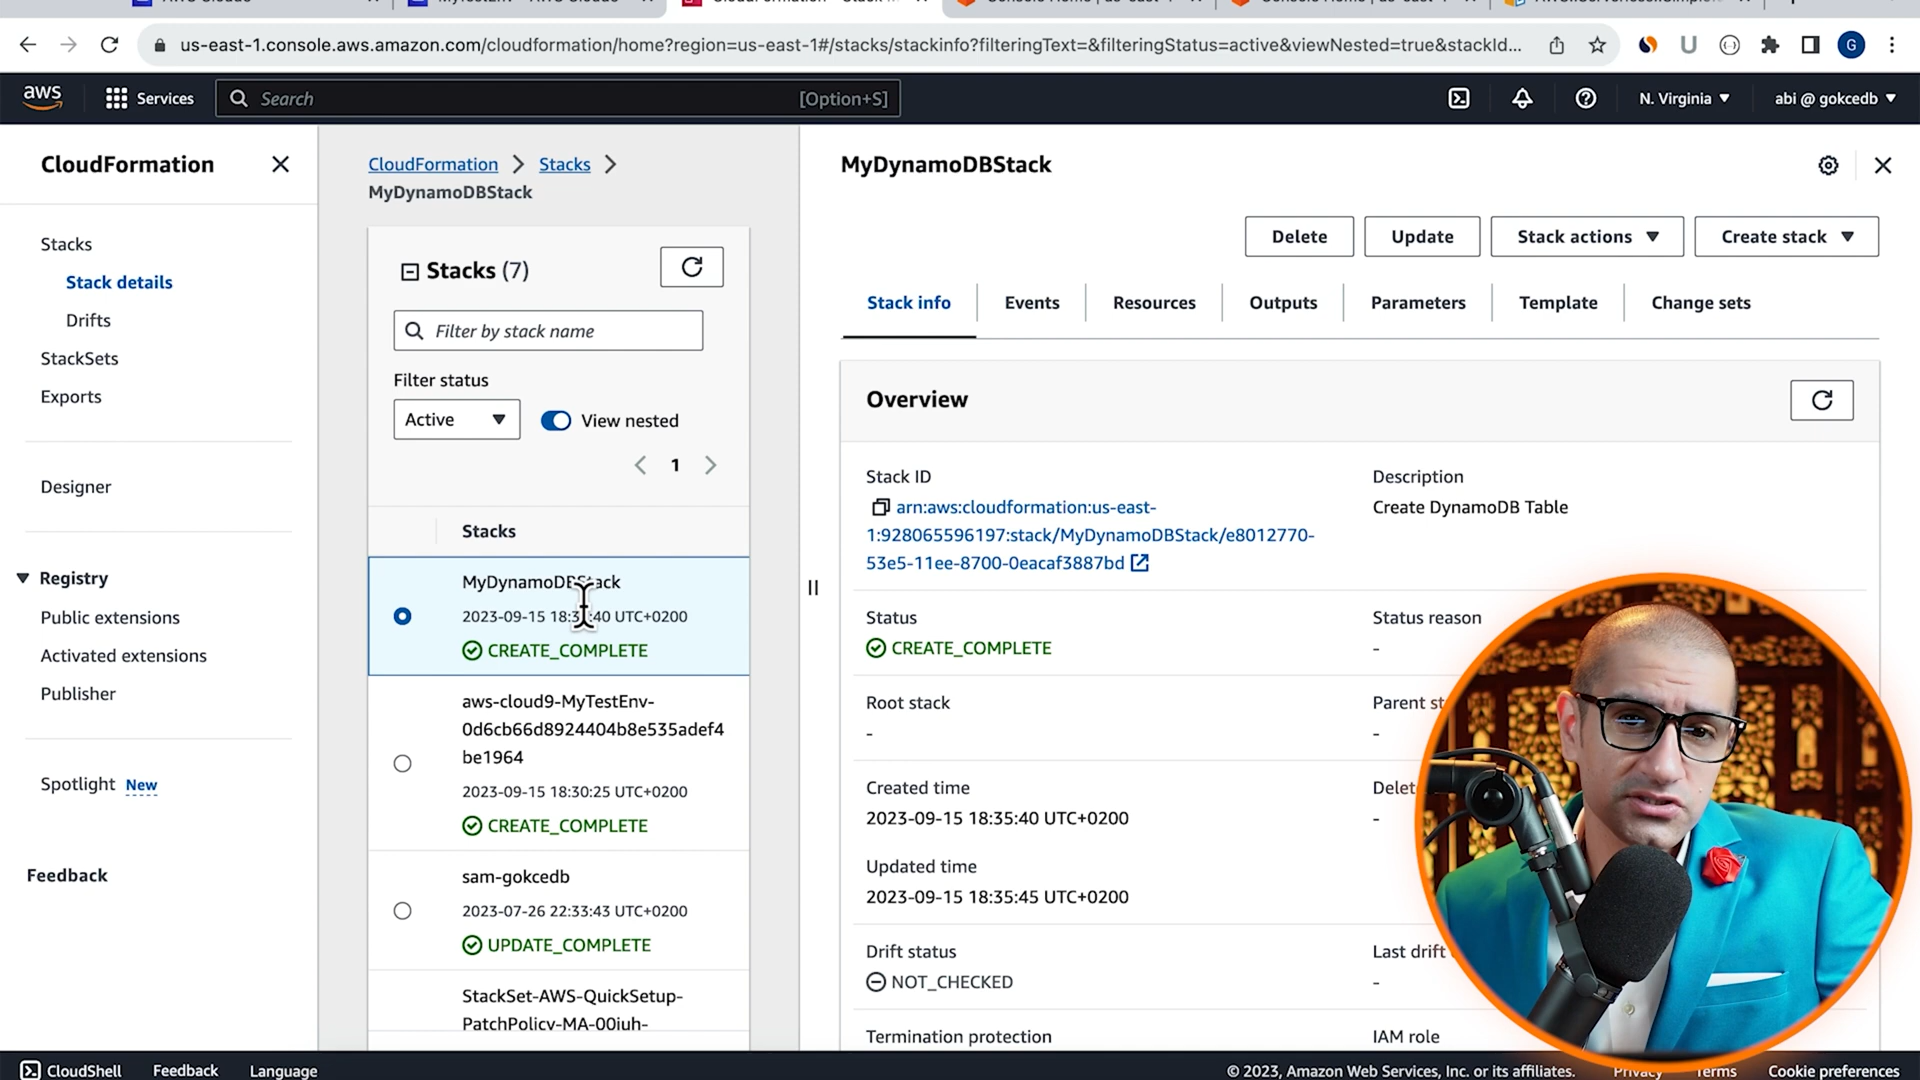 us-east-1.console.aws.amazon.com/cloudformation/home?region=us-east-1#/stacks/stackinfo?filteringText=&filteringStatus=active&viewNested=true&stackId...
U
G
aws
Services
Search
[Option+S]
N. Virginia
abi @ gokcedb
CloudFormation
Stacks
Stack details
Drifts
StackSets
Exports
Designer
Registry
Public extensions
Activated extensions
Publisher
Spotlight New
Feedback
CloudFormation
Stacks
MyDynamoDBStack
Stacks (7)
Filter by stack name
Filter status
Active
View nested
1
Stacks
MyDynamoDBStack
2023-09-15 18:35:40 UTC+0200
CREATE_COMPLETE
aws-cloud9-MyTestEnv-
0d6cb66d8924404b8e535adef4
be1964
2023-09-15 18:30:25 UTC+0200
CREATE_COMPLETE
sam-gokcedb
2023-07-26 22:33:43 UTC+0200
UPDATE_COMPLETE
StackSet-AWS-QuickSetup-
MyDynamoDBStack
Delete
Update
Stack actions
Create stack
Stack info
Events
Resources
Outputs
Parameters
Template
Change sets
Overview
Stack ID
arn:aws:cloudformation:us-east-
1:928065596197:stack/MyDynamoDBStack/e8012770-
53e5-11ee-8700-0eacaf3887bd
Description
Create DynamoDB Table
Status
CREATE_COMPLETE
Status reason
-
Root stack
-
Parent st
-
Created time
2023-09-15 18:35:40 UTC+0200
Delet
-
Updated time
2023-09-15 18:35:45 UTC+0200
Drift status
NOT_CHECKED
Last drift
-
Termination protection
IAM role
CloudShell
Feedback
Language
© 2023, Amazon Web Services, Inc. or its affiliates.
Privacy
Terms
Cookie preferences